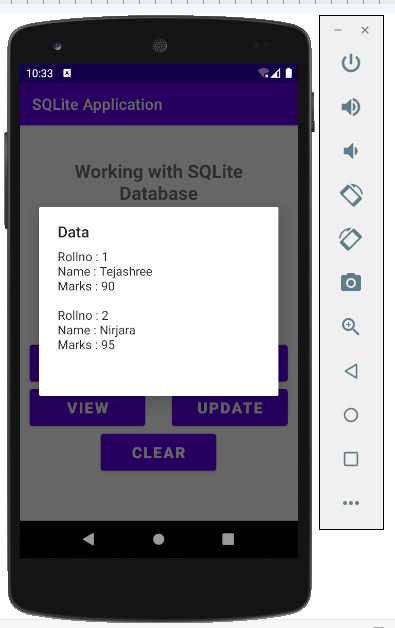 10:33
SQLite Application
Working with SQLite
Database
Data
Rollno : 1
Name : Tejashree
Marks : 90
Rollno : 2
Name : Nirjara
Marks : 95
VIEW
UPDATE
CLEAR